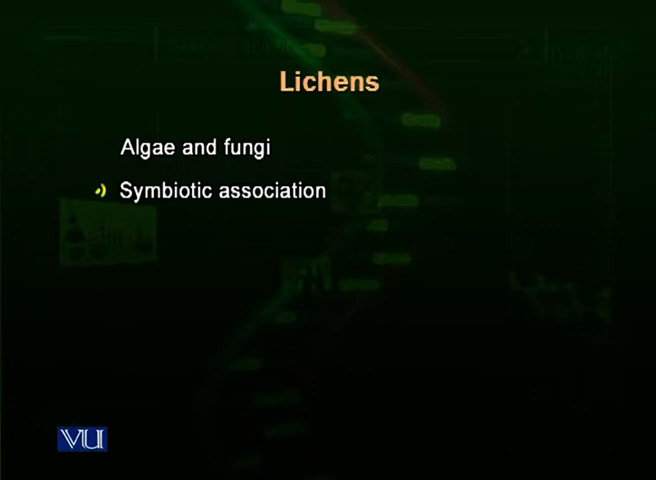 Lichens
Algae and fungi
Symbiotic association
VU